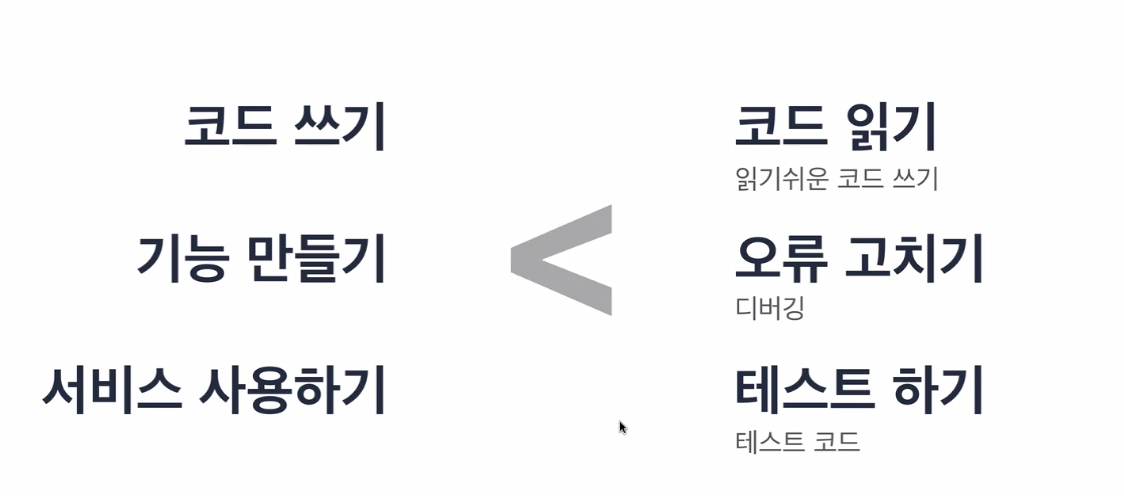 코드 쓰기
기능 만들기
서비스 사용하기
<
코드 읽기
읽기쉬운 코드 쓰기
오류 고치기
디버깅
테스트 하기
테스트 코드